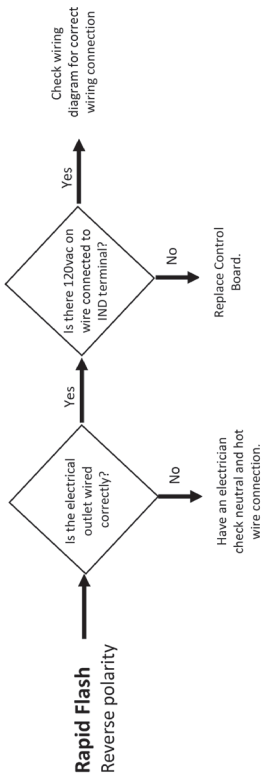 Rapid Flash
Reverse polarity
Is the electrical
outlet wired
correctly?
Yes
No
Have an electrician
check neutral and hot
wire connection.
Is there 120vac on
wire connected to
IND terminal?
Yes
No
Replace Control
Board.
Check wiring
diagram for correct
wiring connection